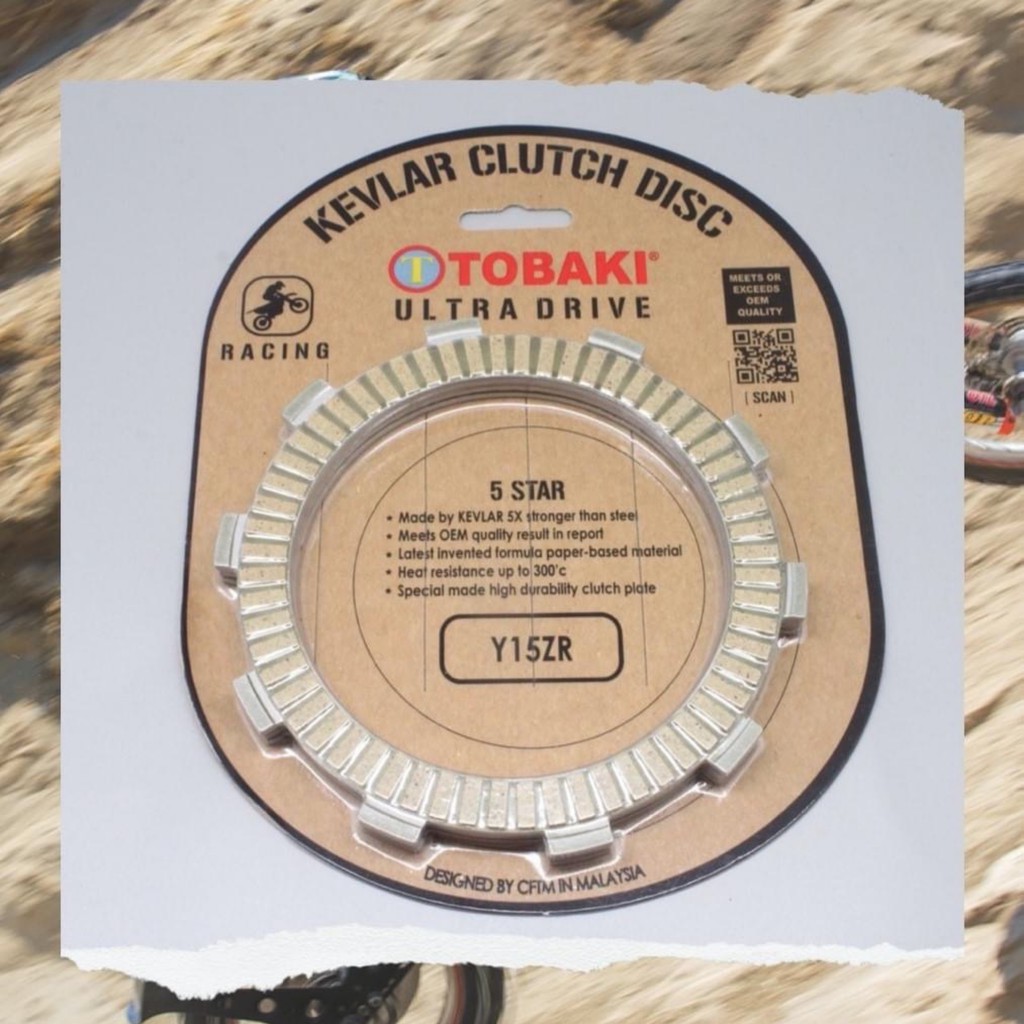 KEVLAR CLUTCH DISC
T TOBAKI®
ULTRA DRIVE
RACING
MEETS OR
EXCEEDS
OEM
QUALITY
[ SCAN ]
5 STAR
• Made by KEVLAR 5X stronger than steel
• Meets OEM quality result in report
• Latest invented formula paper-based material
• Heat resistance up to 300'c
• Special made high durability clutch plate
Y15ZR
DESIGNED BY CFTM IN MALAYSIA